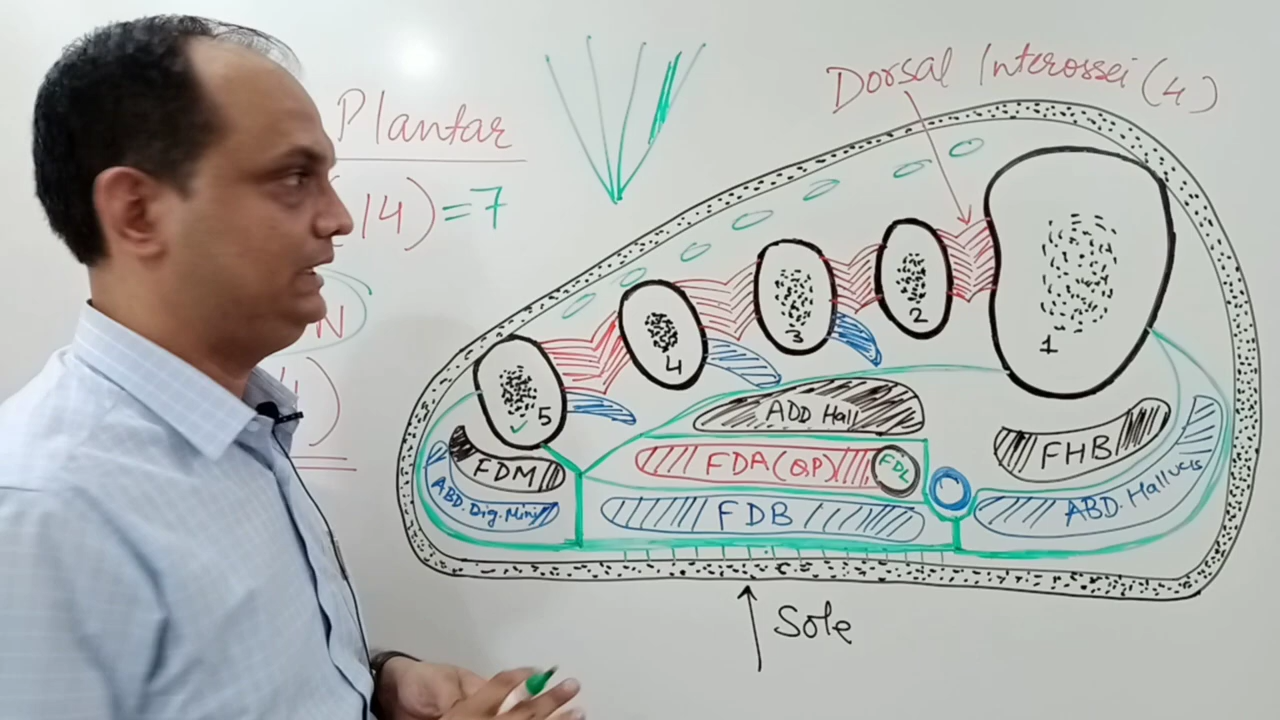 Plantar
(14)=7
N
Dorsal Interossei (4)
1
2
3
4
5
ADD Hall
FDA(QP)
FDL
FDB
FDM
ABD. Dig. Mini
FHB
ABD. Hallucis
Sole